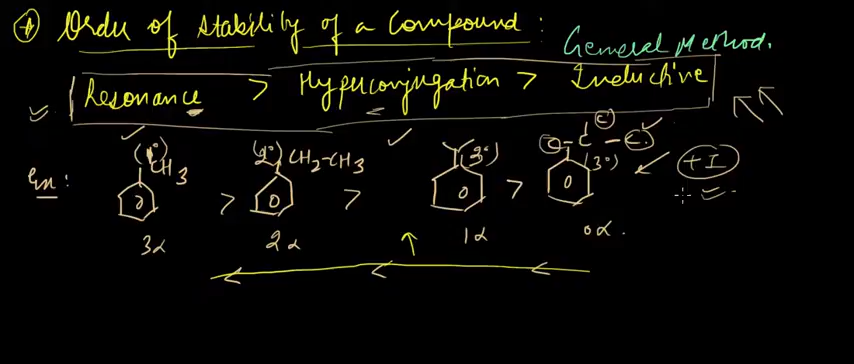 Order of Stability of a Compound :
General Method.
Resonance > Hyperconjugation > Inductive
Ex : (1°) CH3 > (2°) CH2-CH3 > (3°) > C - C - C (3°) +I
3α 2α 1α 0α .